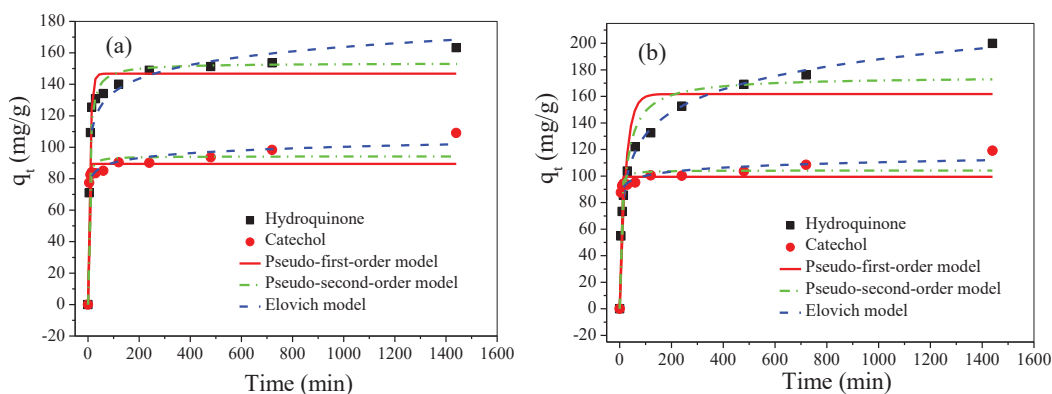 (a)
q_t (mg/g)
180
160
140
120
100
80
60
40
20
0
-20
Hydroquinone
Catechol
Pseudo-first-order model
Pseudo-second-order model
Elovich model
0 200 400 600 800 1000 1200 1400 1600
Time (min)
(b)
q_t (mg/g)
200
180
160
140
120
100
80
60
40
20
0
-20
Hydroquinone
Catechol
Pseudo-first-order model
Pseudo-second-order model
Elovich model
0 200 400 600 800 1000 1200 1400 1600
Time (min)